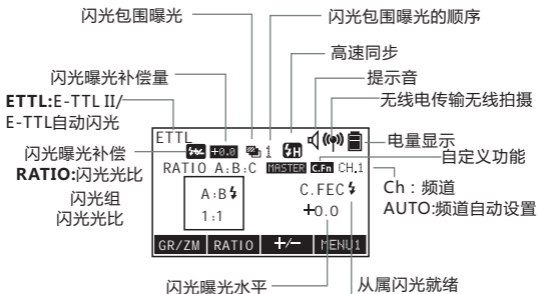 闪光包围曝光
闪光包围曝光的顺序
高速同步
闪光曝光补偿量
提示音
ETTL:E-TTL II/
E-TTL自动闪光
无线电传输无线拍摄
闪光曝光补偿
RATIO:闪光光比
闪光组
闪光光比
ETTL
+0.0
1
H
电量显示
自定义功能
RATIO A:B:C MASTER C.Fn CH.1
A:B
1:1
C.FEC
+0.0
Ch：频道
AUTO:频道自动设置
GR/ZM RATIO +/− MENU1
闪光曝光水平
从属闪光就绪